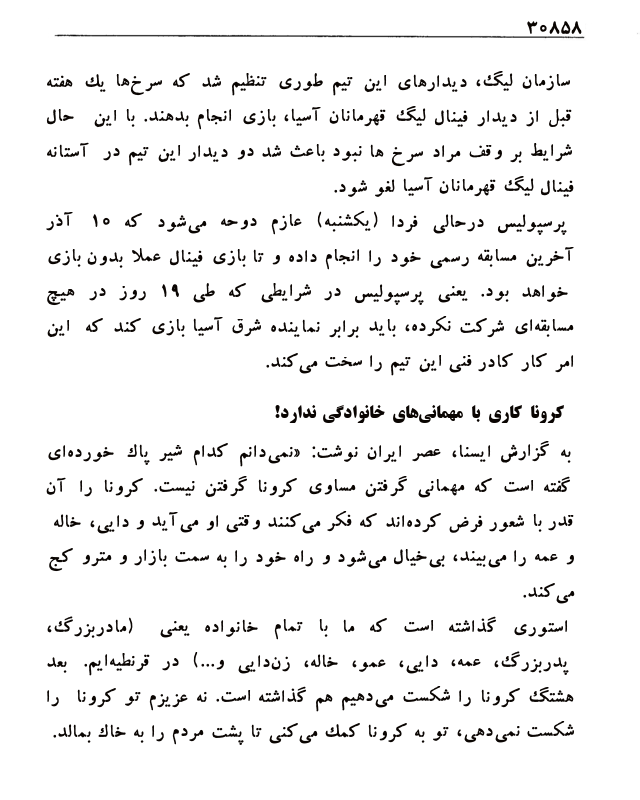 ۳۰۸۵۸
سازمان لیگ، دیدارهای این تیم طوری تنظیم شد که سرخ‌ها یك هفته
قبل از دیدار فینال لیگ قهرمانان آسیا، بازی انجام بدهند. با این حال
شرایط بر وقف مراد سرخ ها نبود باعث شد دو دیدار این تیم در آستانه
فینال لیگ قهرمانان آسیا لغو شود.
پرسپولیس درحالی فردا (یکشنبه) عازم دوحه می‌شود که ۱۵ آذر
آخرین مسابقه رسمی خود را انجام داده و تا بازی فینال عملا بدون بازی
خواهد بود. یعنی پرسپولیس در شرایطی که طی ۱۹ روز در هیچ
مسابقه‌ای شرکت نکرده، باید برابر نماینده شرق آسیا بازی کند که این
امر کار کادر فنی این تیم را سخت می‌کند.
کرونا کاری با مهمانی‌های خانوادگی ندارد!
به گزارش ایسنا، عصر ایران نوشت: «نمی‌دانم کدام شیر پاك خورده‌ای
گفته است که مهمانی گرفتن مساوی کرونا گرفتن نیست. کرونا را آن
قدر با شعور فرض کرده‌اند که فکر می‌کنند وقتی او می‌آید و دایی، خاله
و عمه را می‌بیند، بی‌خیال می‌شود و راه خود را به سمت بازار و مترو کج
می‌کند.
استوری گذاشته است که ما با تمام خانواده یعنی (مادربزرگ،
پدربزرگ، عمه، دایی، عمو، خاله، زن‌دایی و...) در قرنطیه‌ایم. بعد
هشتگ کرونا را شکست می‌دهیم هم گذاشته است. نه عزیزم تو کرونا را
شکست نمی‌دهی، تو به کرونا کمك می‌کنی تا پشت مردم را به خاك بمالد.